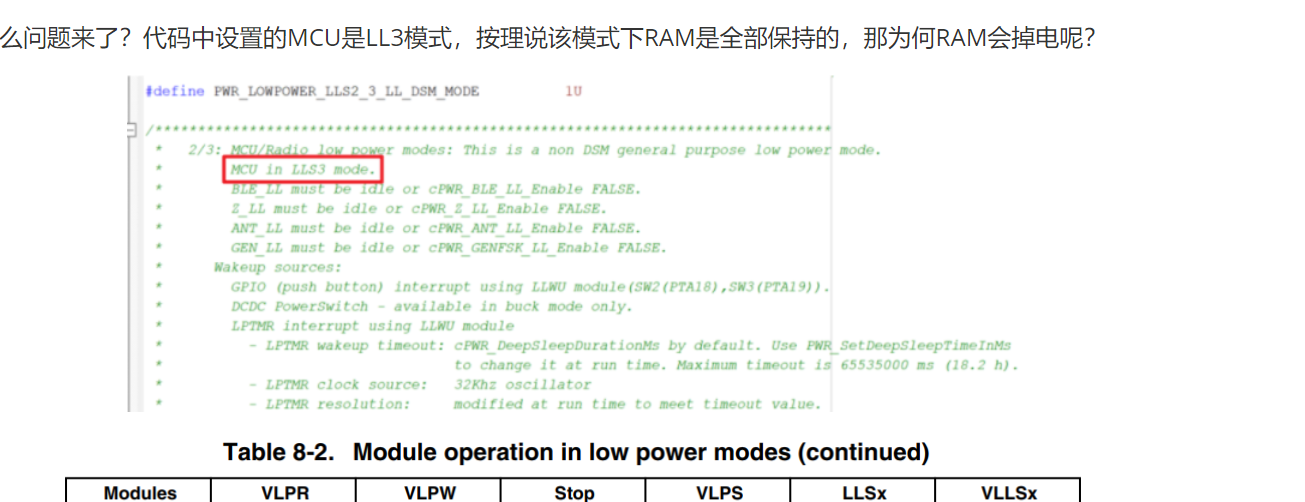 么问题来了？代码中设置的MCU是LL3模式，按理说该模式下RAM是全部保持的，那为何RAM会掉电呢？
#define PWR_LOWPOWER_LLS2_3_LL_DSM_MODE 1U
/*****************************************************************************
* 2/3: MCU/Radio low power modes: This is a non DSM general purpose low power mode.
* MCU in LLS3 mode.
* BLE_LL must be idle or cPWR_BLE_LL_Enable FALSE.
* Z_LL must be idle or cPWR_Z_LL_Enable FALSE.
* ANT_LL must be idle or cPWR_ANT_LL_Enable FALSE.
* GEN_LL must be idle or cPWR_GENFSK_LL_Enable FALSE.
* Wakeup sources:
* GPIO (push button) interrupt using LLWU module(SW2(PTA18),SW3(PTA19)).
* DCDC PowerSwitch - available in buck mode only.
* LPTMR interrupt using LLWU module
* - LPTMR wakeup timeout: cPWR_DeepSleepDurationMs by default. Use PWR_SetDeepSleepTimeInMs
* to change it at run time. Maximum timeout is 65535000 ms (18.2 h).
* - LPTMR clock source: 32Khz oscillator
* - LPTMR resolution: modified at run time to meet timeout value.
Table 8-2. Module operation in low power modes (continued)
Modules VLPR VLPW Stop VLPS LLSx VLLSx